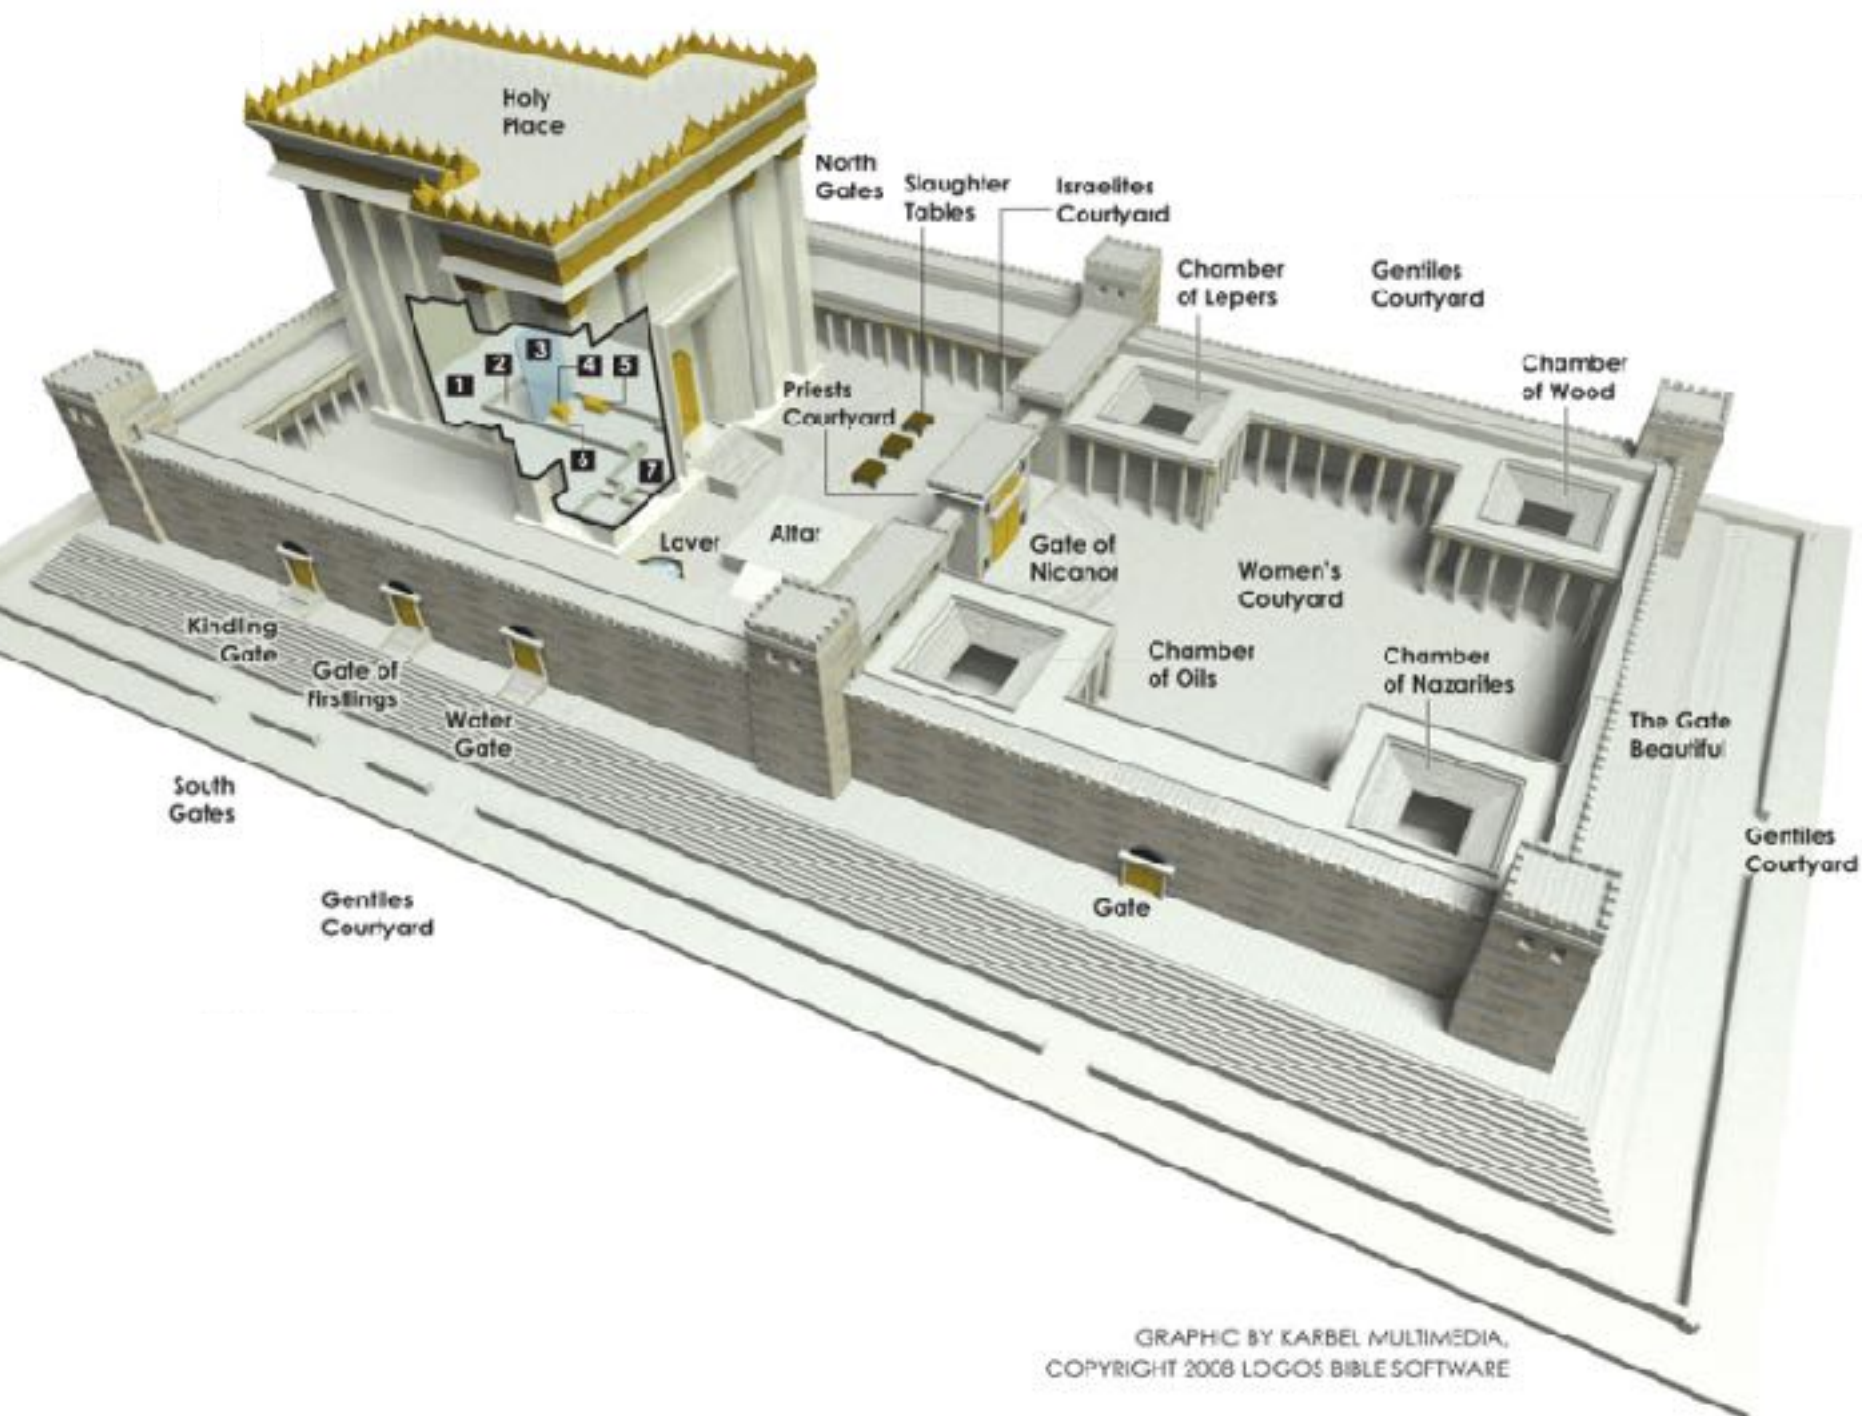 Holy
Place
North
Gates
Slaughter
Tables
Israelites
Courtyard
Chamber
of Lepers
Gentiles
Courtyard
Chamber
of Wood
1
2
3
4
5
6
7
Priests
Courtyard
Laver
Altar
Gate of
Nicanor
Women's
Coutyard
Kindling
Gate
Gate of
Firstlings
Water
Gate
Chamber
of Oils
Chamber
of Nazarites
The Gate
Beautiful
South
Gates
Gentiles
Courtyard
Gate
Gentiles
Courtyard
GRAPHIC BY KARBEL MULTIMEDIA,
COPYRIGHT 2008 LOGOS BIBLE SOFTWARE